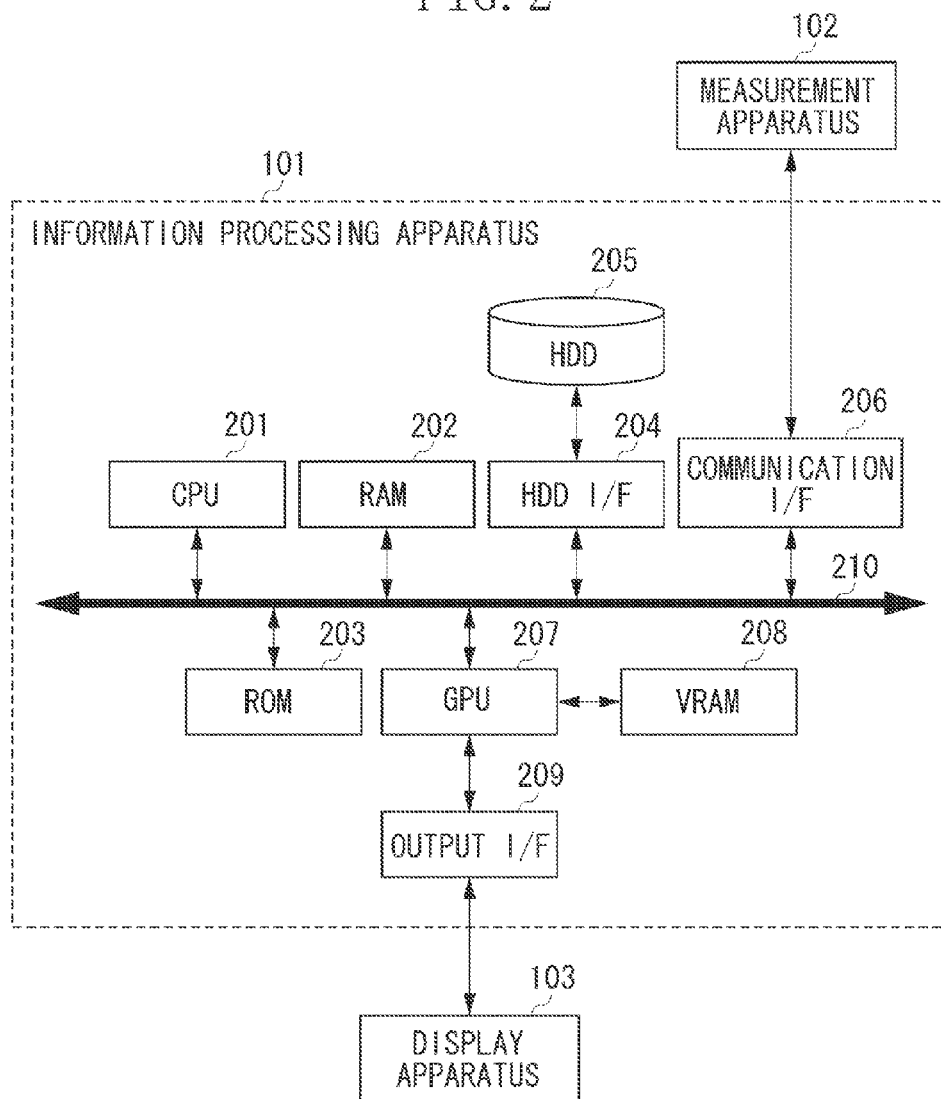 FIG. 2
102
MEASUREMENT
APPARATUS
101
INFORMATION PROCESSING APPARATUS
205
HDD
201
202
204
206
CPU
RAM
HDD I/F
COMMUNICATION
I/F
210
203
207
208
ROM
GPU
VRAM
209
OUTPUT I/F
103
DISPLAY
APPARATUS